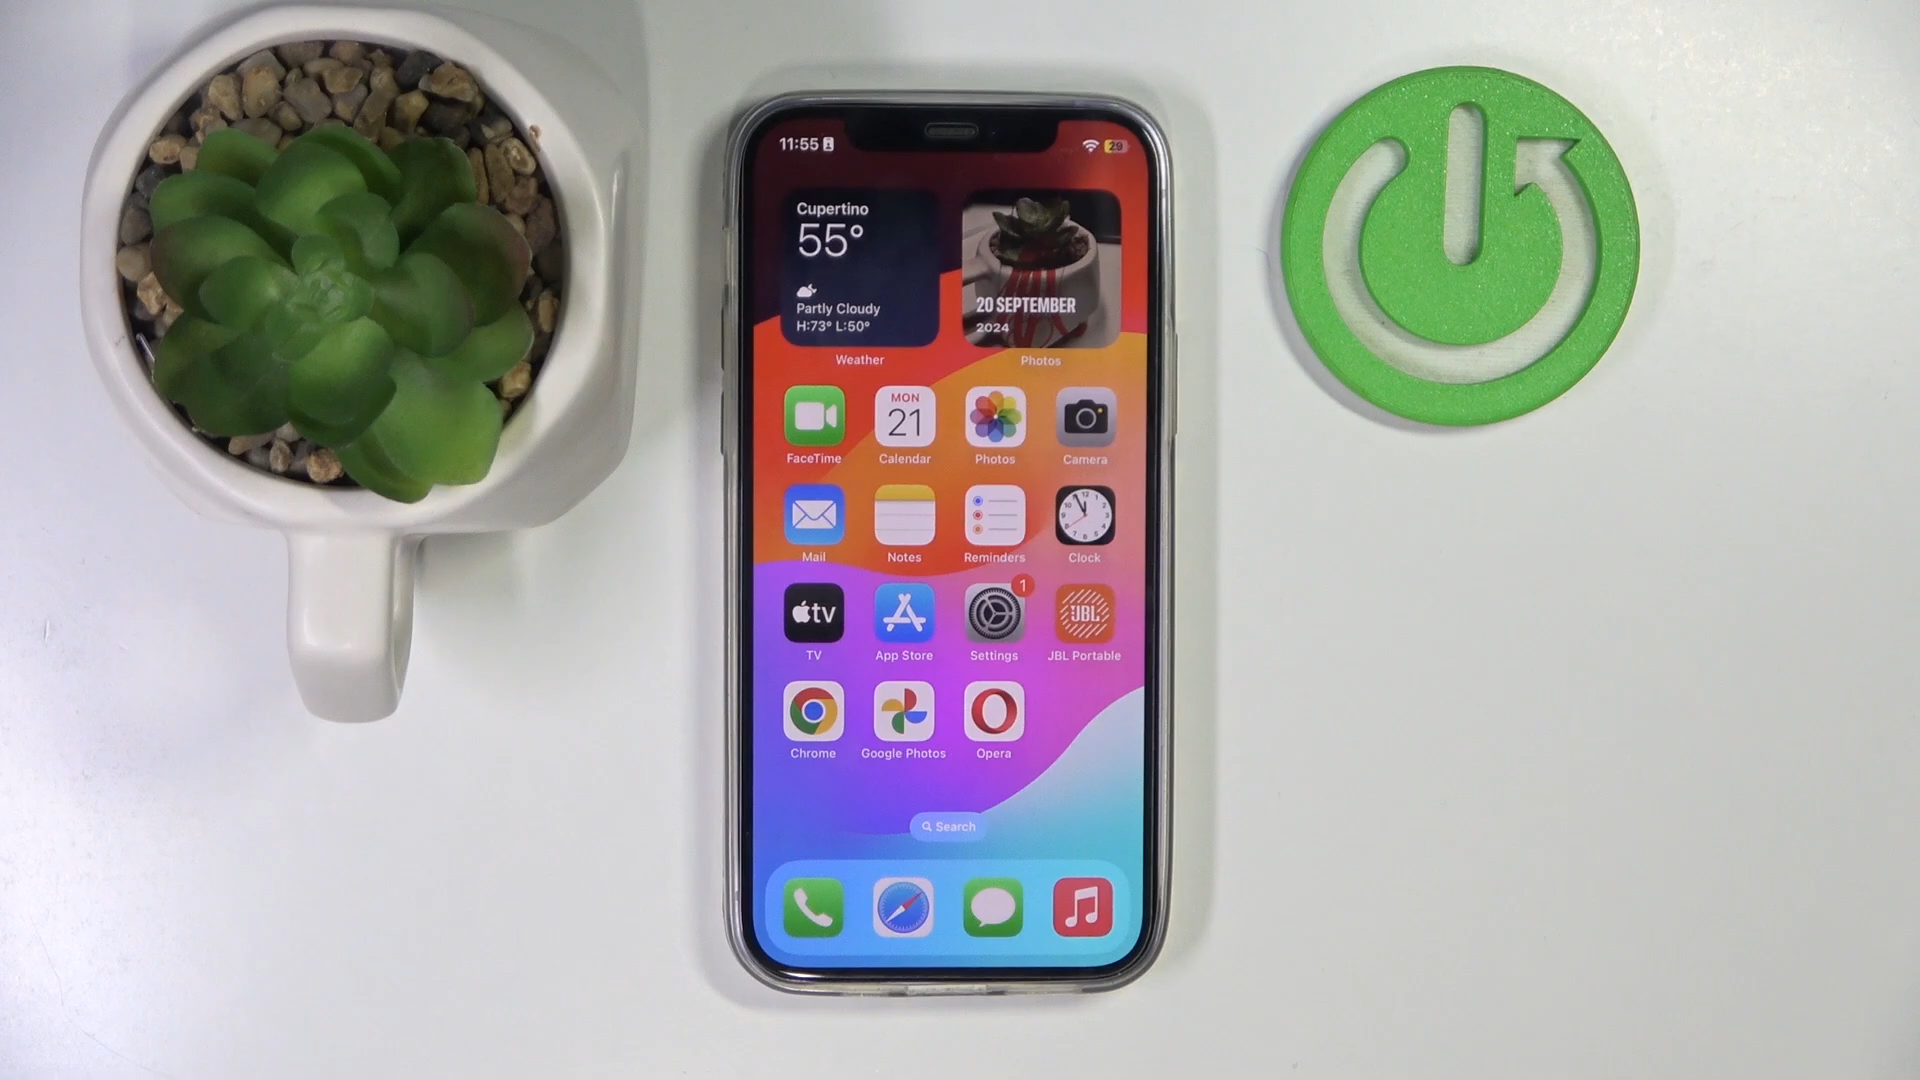 11:55
29
Cupertino
55°
Partly Cloudy
H:73° L:50°
Weather
20 SEPTEMBER
2024
Photos
MON
21
FaceTime
Calendar
Photos
Camera
Mail
Notes
Reminders
Clock
tv
1
JBL
TV
App Store
Settings
JBL Portable
Chrome
Google Photos
Opera
Search